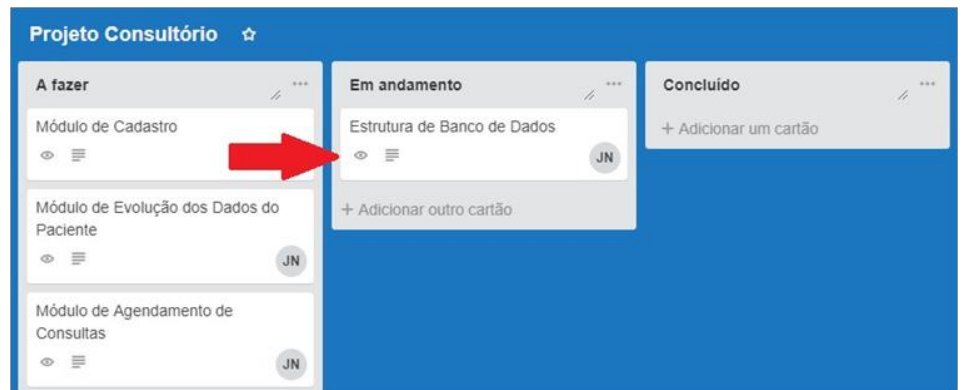 Projeto Consultório
A fazer
Módulo de Cadastro
Módulo de Evolução dos Dados do
Paciente
JN
Módulo de Agendamento de
Consultas
JN
Em andamento
Estrutura de Banco de Dados
JN
+ Adicionar outro cartão
Concluído
+ Adicionar um cartão